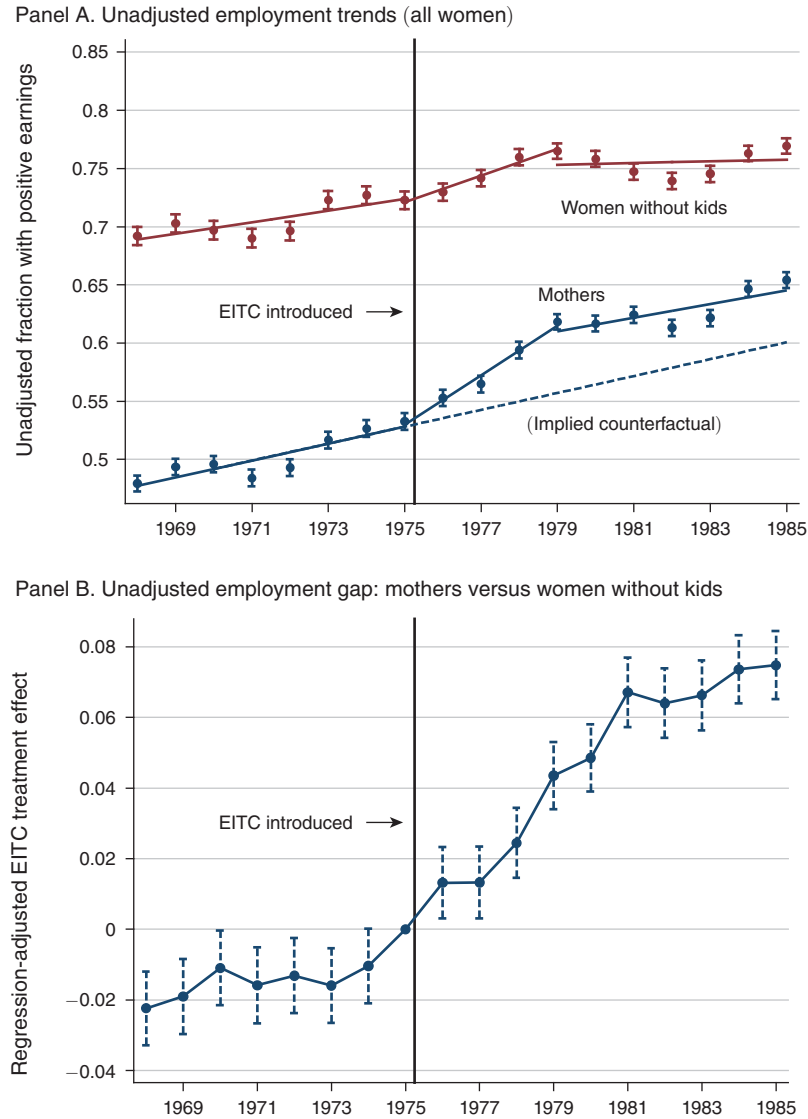 Panel A. Unadjusted employment trends (all women)
Unadjusted fraction with positive earnings
0.85
0.8
0.75
0.7
Women without kids
0.65
Mothers
EITC introduced
0.6
0.55
(Implied counterfactual)
0.5
1969 1971 1973 1975 1977 1979 1981 1983 1985
Panel B. Unadjusted employment gap: mothers versus women without kids
Regression-adjusted EITC treatment effect
0.08
0.06
0.04
EITC introduced
0.02
0
−0.02
−0.04
1969 1971 1973 1975 1977 1979 1981 1983 1985